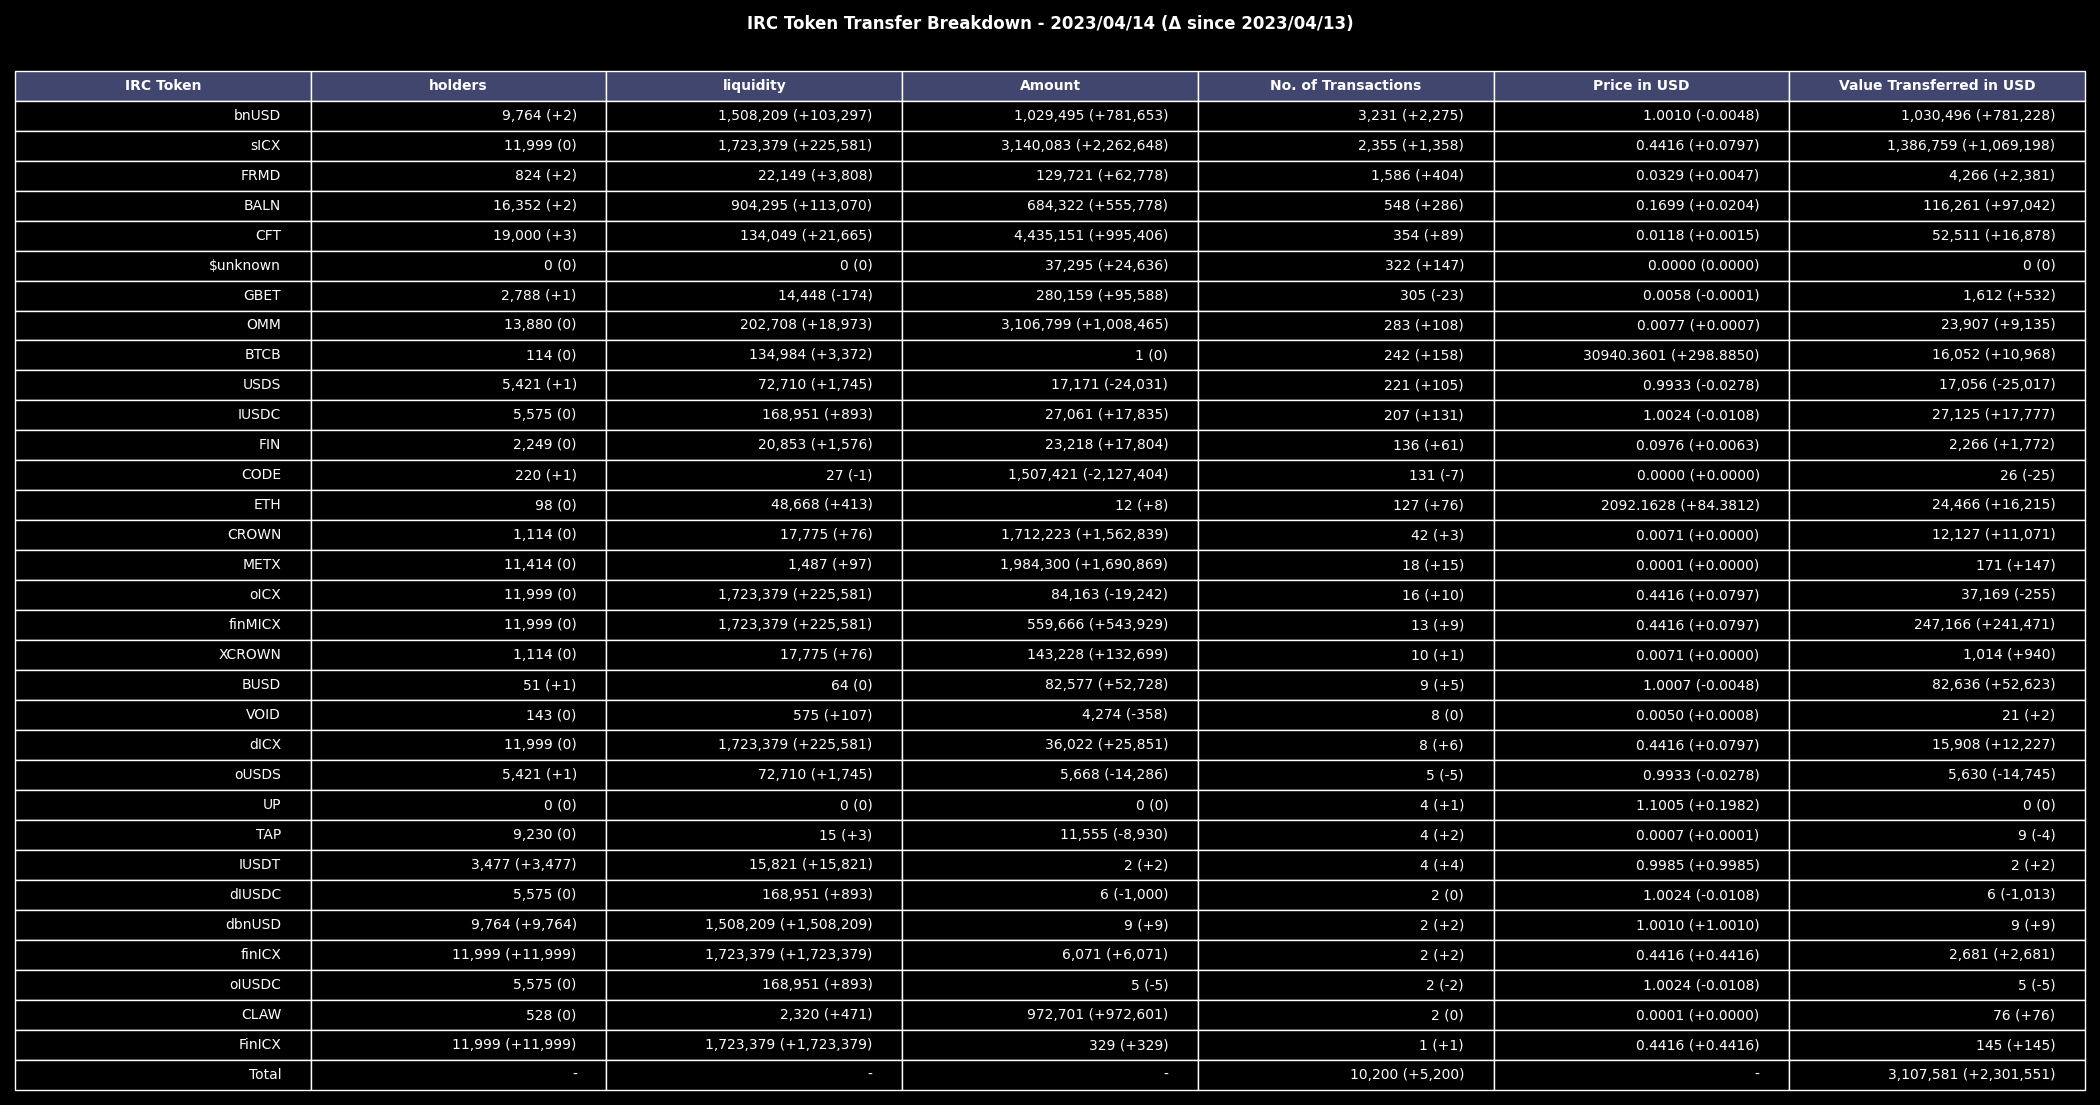 IRC Token Transfer Breakdown - 2023/04/14 (Δ since 2023/04/13)
IRC Token holders liquidity Amount No. of Transactions Price in USD Value Transferred in USD
bnUSD 9,764 (+2) 1,508,209 (+103,297) 1,029,495 (+781,653) 3,231 (+2,275) 1.0010 (-0.0048) 1,030,496 (+781,228)
sICX 11,999 (0) 1,723,379 (+225,581) 3,140,083 (+2,262,648) 2,355 (+1,358) 0.4416 (+0.0797) 1,386,759 (+1,069,198)
FRMD 824 (+2) 22,149 (+3,808) 129,721 (+62,778) 1,586 (+404) 0.0329 (+0.0047) 4,266 (+2,381)
BALN 16,352 (+2) 904,295 (+113,070) 684,322 (+555,778) 548 (+286) 0.1699 (+0.0204) 116,261 (+97,042)
CFT 19,000 (+3) 134,049 (+21,665) 4,435,151 (+995,406) 354 (+89) 0.0118 (+0.0015) 52,511 (+16,878)
$unknown 0 (0) 0 (0) 37,295 (+24,636) 322 (+147) 0.0000 (0.0000) 0 (0)
GBET 2,788 (+1) 14,448 (-174) 280,159 (+95,588) 305 (-23) 0.0058 (-0.0001) 1,612 (+532)
OMM 13,880 (0) 202,708 (+18,973) 3,106,799 (+1,008,465) 283 (+108) 0.0077 (+0.0007) 23,907 (+9,135)
BTCB 114 (0) 134,984 (+3,372) 1 (0) 242 (+158) 30940.3601 (+298.8850) 16,052 (+10,968)
USDS 5,421 (+1) 72,710 (+1,745) 17,171 (-24,031) 221 (+105) 0.9933 (-0.0278) 17,056 (-25,017)
IUSDC 5,575 (0) 168,951 (+893) 27,061 (+17,835) 207 (+131) 1.0024 (-0.0108) 27,125 (+17,777)
FIN 2,249 (0) 20,853 (+1,576) 23,218 (+17,804) 136 (+61) 0.0976 (+0.0063) 2,266 (+1,772)
CODE 220 (+1) 27 (-1) 1,507,421 (-2,127,404) 131 (-7) 0.0000 (+0.0000) 26 (-25)
ETH 98 (0) 48,668 (+413) 12 (+8) 127 (+76) 2092.1628 (+84.3812) 24,466 (+16,215)
CROWN 1,114 (0) 17,775 (+76) 1,712,223 (+1,562,839) 42 (+3) 0.0071 (+0.0000) 12,127 (+11,071)
METX 11,414 (0) 1,487 (+97) 1,984,300 (+1,690,869) 18 (+15) 0.0001 (+0.0000) 171 (+147)
oICX 11,999 (0) 1,723,379 (+225,581) 84,163 (-19,242) 16 (+10) 0.4416 (+0.0797) 37,169 (-255)
finMICX 11,999 (0) 1,723,379 (+225,581) 559,666 (+543,929) 13 (+9) 0.4416 (+0.0797) 247,166 (+241,471)
XCROWN 1,114 (0) 17,775 (+76) 143,228 (+132,699) 10 (+1) 0.0071 (+0.0000) 1,014 (+940)
BUSD 51 (+1) 64 (0) 82,577 (+52,728) 9 (+5) 1.0007 (-0.0048) 82,636 (+52,623)
VOID 143 (0) 575 (+107) 4,274 (-358) 8 (0) 0.0050 (+0.0008) 21 (+2)
dICX 11,999 (0) 1,723,379 (+225,581) 36,022 (+25,851) 8 (+6) 0.4416 (+0.0797) 15,908 (+12,227)
oUSDS 5,421 (+1) 72,710 (+1,745) 5,668 (-14,286) 5 (-5) 0.9933 (-0.0278) 5,630 (-14,745)
UP 0 (0) 0 (0) 0 (0) 4 (+1) 1.1005 (+0.1982) 0 (0)
TAP 9,230 (0) 15 (+3) 11,555 (-8,930) 4 (+2) 0.0007 (+0.0001) 9 (-4)
IUSDT 3,477 (+3,477) 15,821 (+15,821) 2 (+2) 4 (+4) 0.9985 (+0.9985) 2 (+2)
dIUSDC 5,575 (0) 168,951 (+893) 6 (-1,000) 2 (0) 1.0024 (-0.0108) 6 (-1,013)
dbnUSD 9,764 (+9,764) 1,508,209 (+1,508,209) 9 (+9) 2 (+2) 1.0010 (+1.0010) 9 (+9)
finICX 11,999 (+11,999) 1,723,379 (+1,723,379) 6,071 (+6,071) 2 (+2) 0.4416 (+0.4416) 2,681 (+2,681)
oIUSDC 5,575 (0) 168,951 (+893) 5 (-5) 2 (-2) 1.0024 (-0.0108) 5 (-5)
CLAW 528 (0) 2,320 (+471) 972,701 (+972,601) 2 (0) 0.0001 (+0.0000) 76 (+76)
FinICX 11,999 (+11,999) 1,723,379 (+1,723,379) 329 (+329) 1 (+1) 0.4416 (+0.4416) 145 (+145)
Total - - - 10,200 (+5,200) - 3,107,581 (+2,301,551)